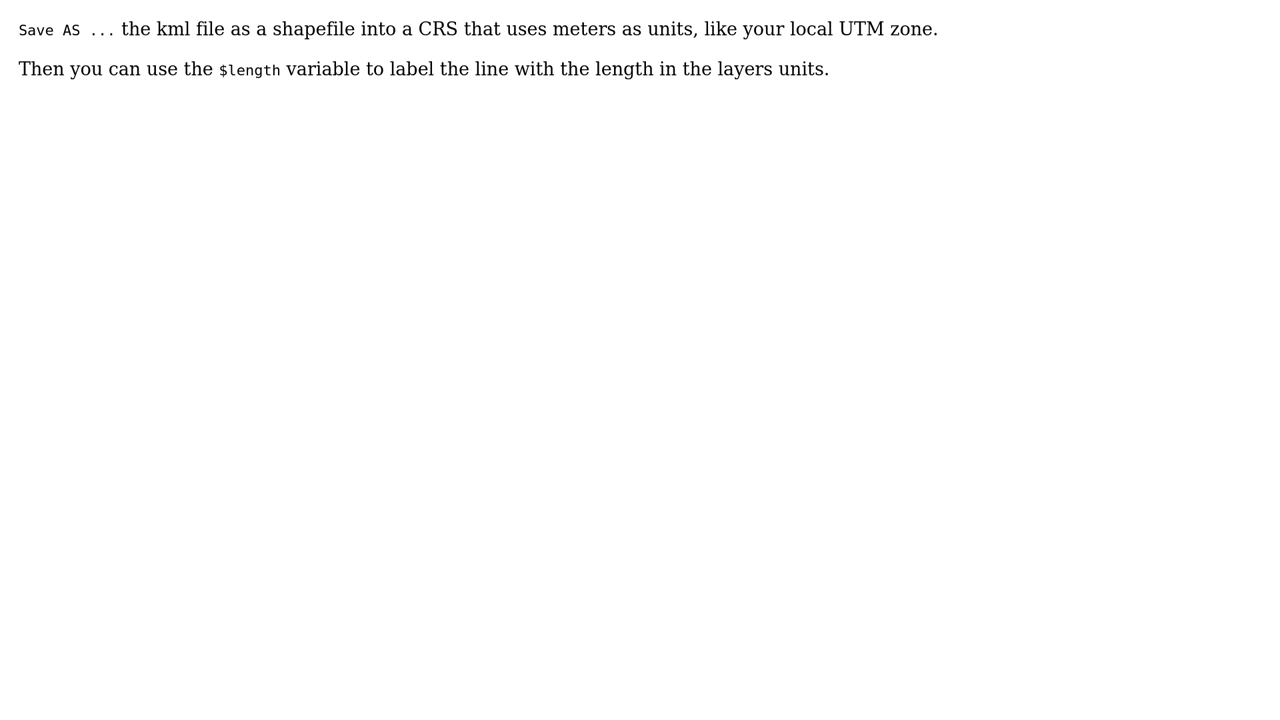 Save AS ... the kml file as a shapefile into a CRS that uses meters as units, like your local UTM zone.
Then you can use the $length variable to label the line with the length in the layers units.